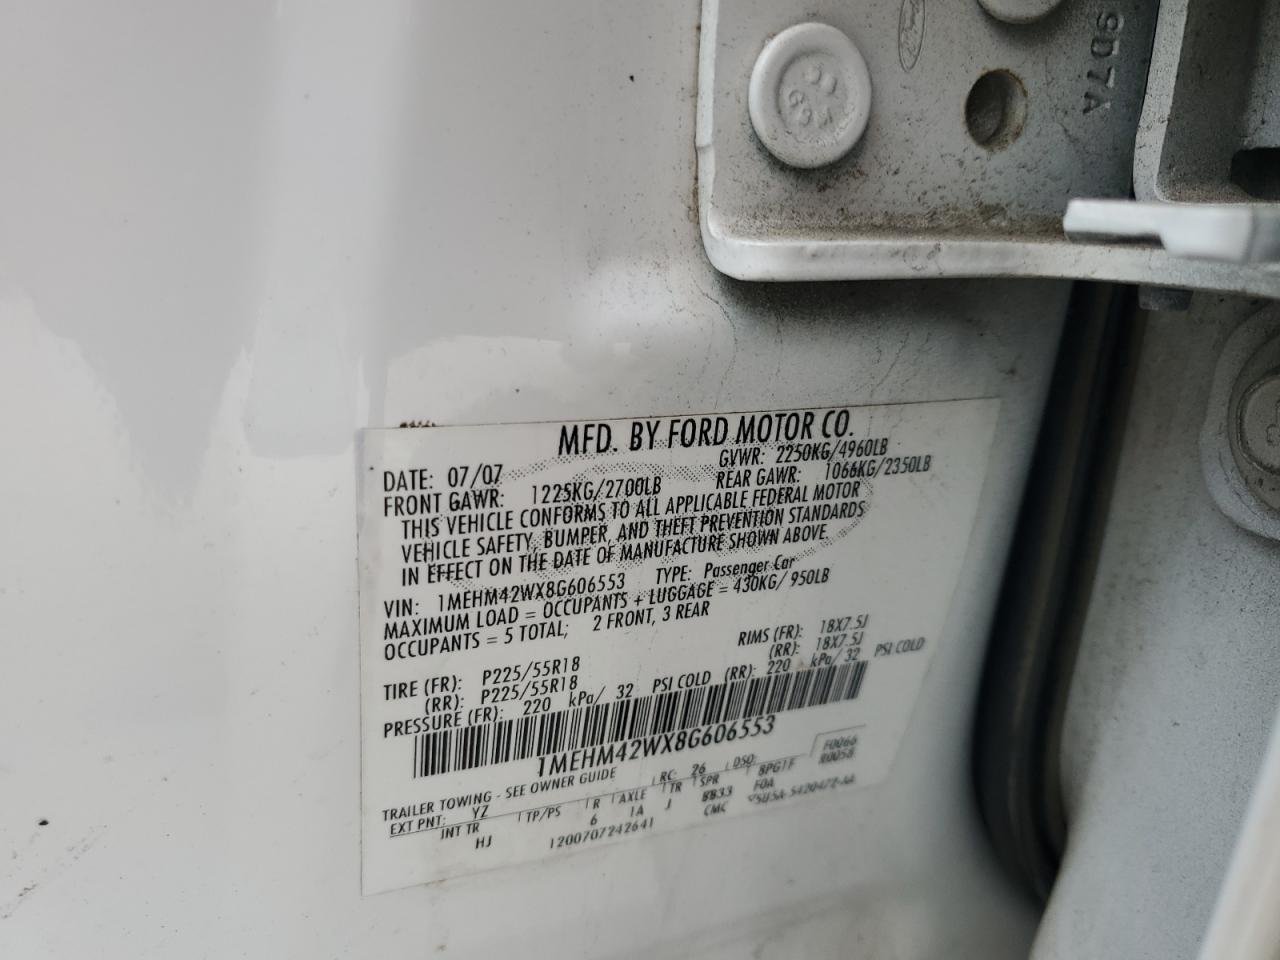 9D7A
MFD. BY FORD MOTOR CO.
DATE: 07/07 GVWR: 2250KG/4960LB
FRONT GAWR: 1225KG/2700LB REAR GAWR: 1066KG/2350LB
THIS VEHICLE CONFORMS TO ALL APPLICABLE FEDERAL MOTOR
VEHICLE SAFETY, BUMPER, AND THEFT PREVENTION STANDARDS
IN EFFECT ON THE DATE OF MANUFACTURE SHOWN ABOVE
VIN: 1MEHM42WX8G606553 TYPE: Passenger Car
MAXIMUM LOAD = OCCUPANTS + LUGGAGE = 430KG/ 950LB
OCCUPANTS = 5 TOTAL; 2 FRONT, 3 REAR
TIRE (FR): P225/55R18 RIMS (FR): 18X7.5J
(RR): P225/55R18 (RR): 18X7.5J
PRESSURE (FR): 220 kPa/ 32 PSI COLD (RR): 220 kPa/ 32 PSI COLD
1MEHM42WX8G606553
TRAILER TOWING - SEE OWNER GUIDE
EXT PNT: YZ RC: 26 DSO: F0066
R0058
INT TR TP/PS R AXLE TR SPR 8PG1F
HJ 6 1A J BB33 FOA
1200707242641 CMC